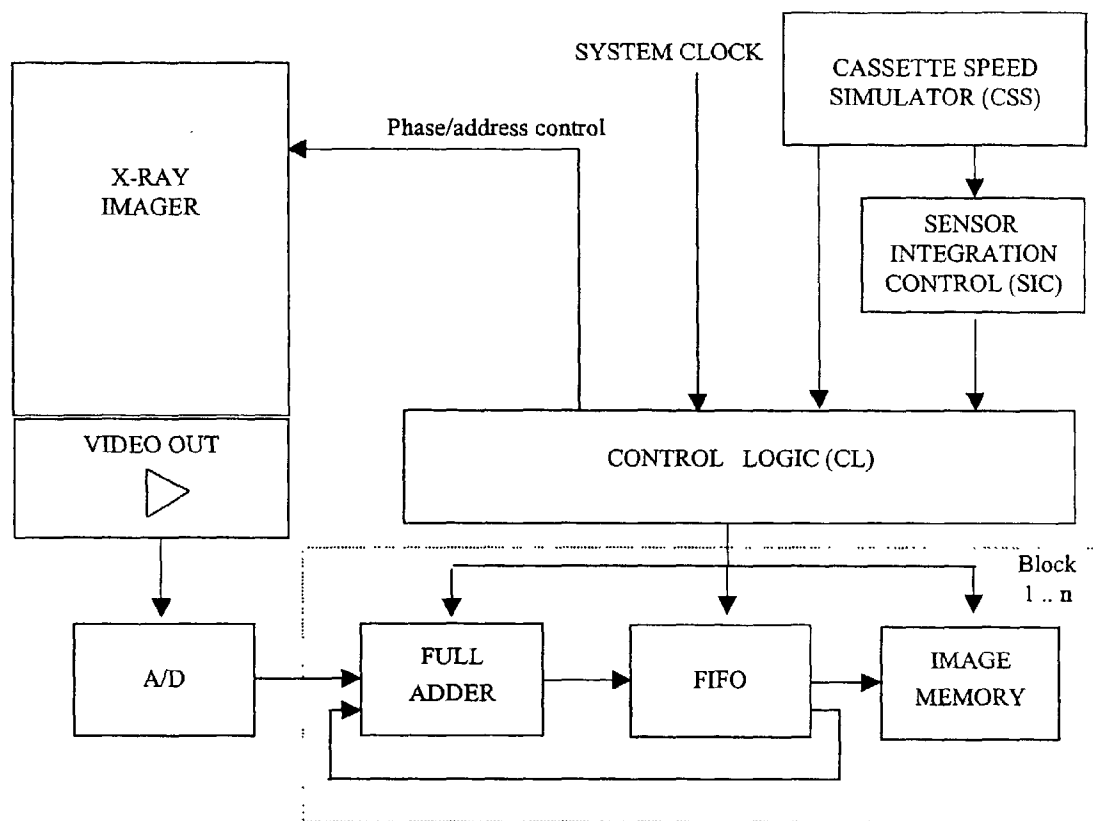 SYSTEM CLOCK
CASSETTE SPEED
SIMULATOR (CSS)
Phase/address control
X-RAY
IMAGER
SENSOR
INTEGRATION
CONTROL (SIC)
VIDEO OUT
CONTROL LOGIC (CL)
Block
1 .. n
A/D
FULL
ADDER
FIFO
IMAGE
MEMORY